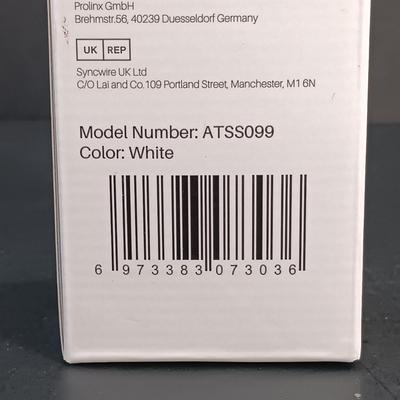 Prolinx GmbH
Brehmstr.56, 40239 Duesseldorf Germany
UK REP
Syncwire UK Ltd
C/O Lai and Co.109 Portland Street, Manchester, M1 6N
Model Number: ATSS099
Color: White
6 973383 073036